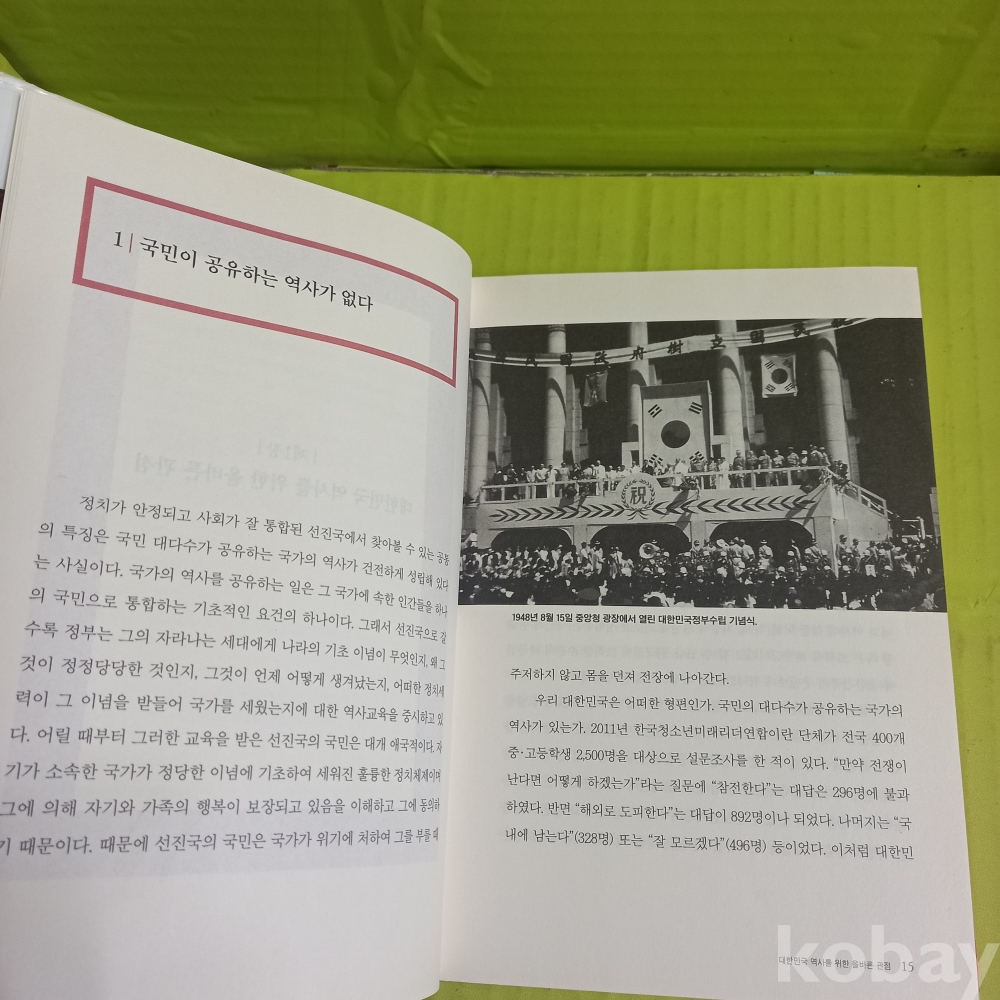 1 | 국민이 공유하는 역사가 없다
정치가 안정되고 사회가 잘 통합된 선진국에서 찾아볼 수 있는 공통
의 특징은 국민 대다수가 공유하는 국가의 역사가 건전하게 성립해 있다
는 사실이다. 국가의 역사를 공유하는 일은 그 국가에 속한 인간들을 하나
의 국민으로 통합하는 기초적인 요건의 하나이다. 그래서 선진국으로 갈
수록 정부는 그의 자라나는 세대에게 나라의 기초 이념이 무엇인지, 왜 그
것이 정정당당한 것인지, 그것이 언제 어떻게 생겨났는지, 어떠한 정치세
력이 그 이념을 받들어 국가를 세웠는지에 대한 역사교육을 중시하고 있
다. 어릴 때부터 그러한 교육을 받은 선진국의 국민은 대개 애국적이다. 자
기가 소속한 국가가 정당한 이념에 기초하여 세워진 훌륭한 정치체제이며
그에 의해 자기와 가족의 행복이 보장되고 있음을 이해하고 그에 동의하
기 때문이다. 때문에 선진국의 국민은 국가가 위기에 처하여 그를 부를 때
民國政府樹立國民
祝
1948년 8월 15일 중앙청 광장에서 열린 대한민국정부수립 기념식.
주저하지 않고 몸을 던져 전장에 나아간다.
우리 대한민국은 어떠한 형편인가. 국민의 대다수가 공유하는 국가의
역사가 있는가. 2011년 한국청소년미래리더연합이란 단체가 전국 400개
중·고등학생 2,500명을 대상으로 설문조사를 한 적이 있다. “만약 전쟁이
난다면 어떻게 하겠는가”라는 질문에 “참전한다”는 대답은 296명에 불과
하였다. 반면 “해외로 도피한다”는 대답이 892명이나 되었다. 나머지는 “국
내에 남는다”(328명) 또는 “잘 모르겠다”(496명) 등이었다. 이처럼 대한민
대한민국 역사를 위한 올바른 관점 15
kobay